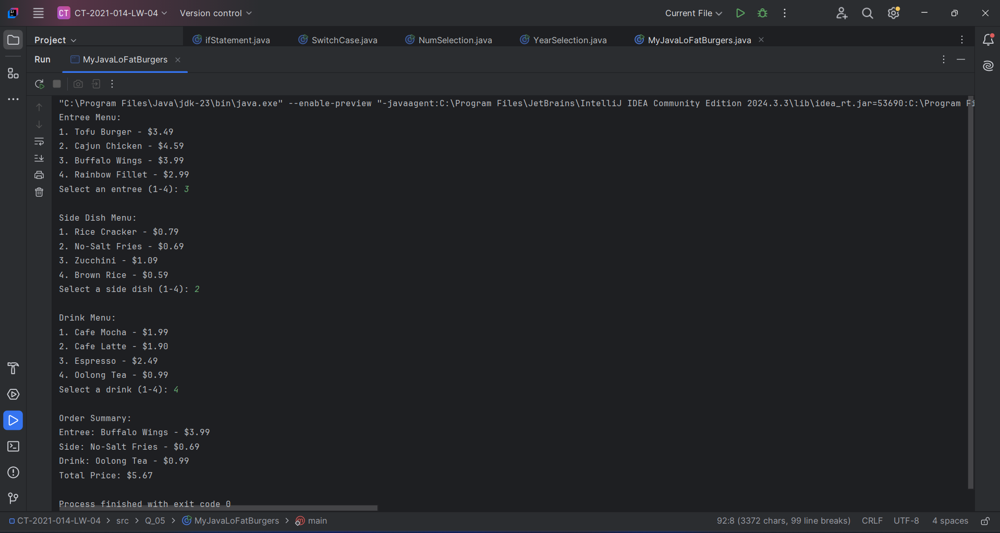 CT CT-2021-014-LW-04 Version control Current File
Project ifStatement.java SwitchCase.java NumSelection.java YearSelection.java MyJavaLoFatBurgers.java
Run MyJavaLoFatBurgers
"C:\Program Files\Java\jdk-23\bin\java.exe" --enable-preview "-javaagent:C:\Program Files\JetBrains\IntelliJ IDEA Community Edition 2024.3.3\lib\idea_rt.jar=53690:C:\Program Fi
Entree Menu:
1. Tofu Burger - $3.49
2. Cajun Chicken - $4.59
3. Buffalo Wings - $3.99
4. Rainbow Fillet - $2.99
Select an entree (1-4): 3
Side Dish Menu:
1. Rice Cracker - $0.79
2. No-Salt Fries - $0.69
3. Zucchini - $1.09
4. Brown Rice - $0.59
Select a side dish (1-4): 2
Drink Menu:
1. Cafe Mocha - $1.99
2. Cafe Latte - $1.90
3. Espresso - $2.49
4. Oolong Tea - $0.99
Select a drink (1-4): 4
Order Summary:
Entree: Buffalo Wings - $3.99
Side: No-Salt Fries - $0.69
Drink: Oolong Tea - $0.99
Total Price: $5.67
Process finished with exit code 0
CT-2021-014-LW-04 > src > Q_05 > MyJavaLoFatBurgers > main 92:8 (3372 chars, 99 line breaks) CRLF UTF-8 4 spaces